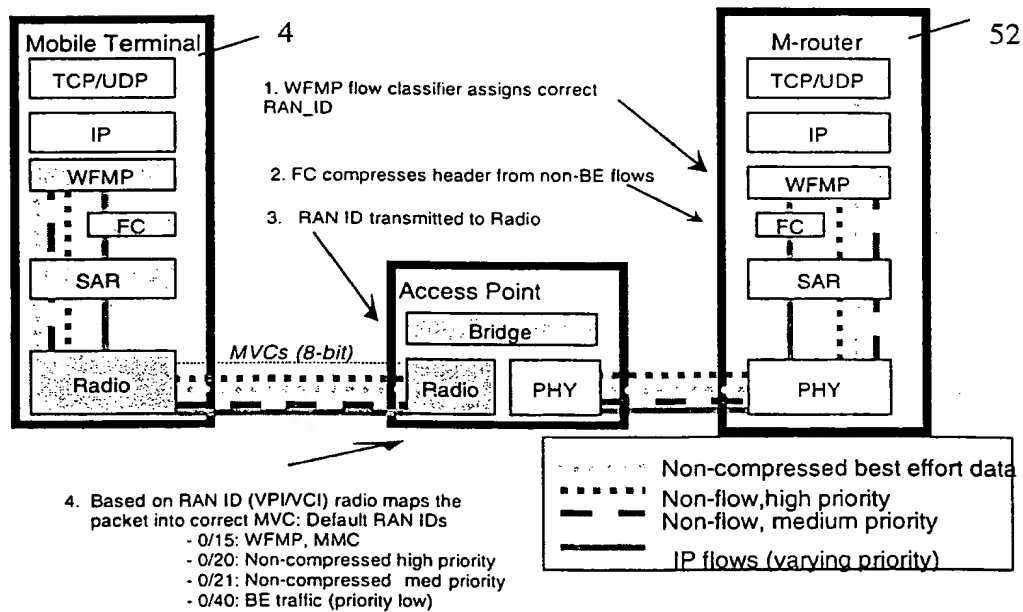 Mobile Terminal
4
TCP/UDP
IP
WFMP
FC
SAR
Radio
1. WFMP flow classifier assigns correct
RAN_ID
2. FC compresses header from non-BE flows
3. RAN ID transmitted to Radio
M-router
52
TCP/UDP
IP
WFMP
FC
SAR
PHY
Access Point
Bridge
Radio
PHY
MVCs (8-bit)
4. Based on RAN ID (VPI/VCI) radio maps the
packet into correct MVC: Default RAN IDs
- 0/15: WFMP, MMC
- 0/20: Non-compressed high priority
- 0/21: Non-compressed med priority
- 0/40: BE traffic (priority low)
Non-compressed best effort data
Non-flow,high priority
Non-flow, medium priority
IP flows (varying priority)